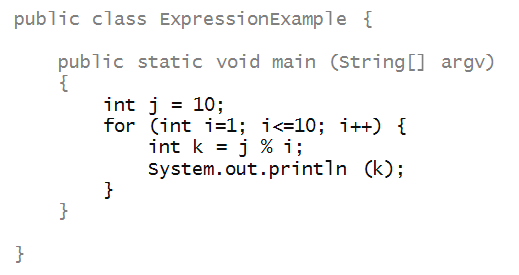 public class ExpressionExample {
public static void main (String[] argv)
{
int j = 10;
for (int i=1; i<=10; i++) {
int k = j % i;
System.out.println (k);
}
}
}